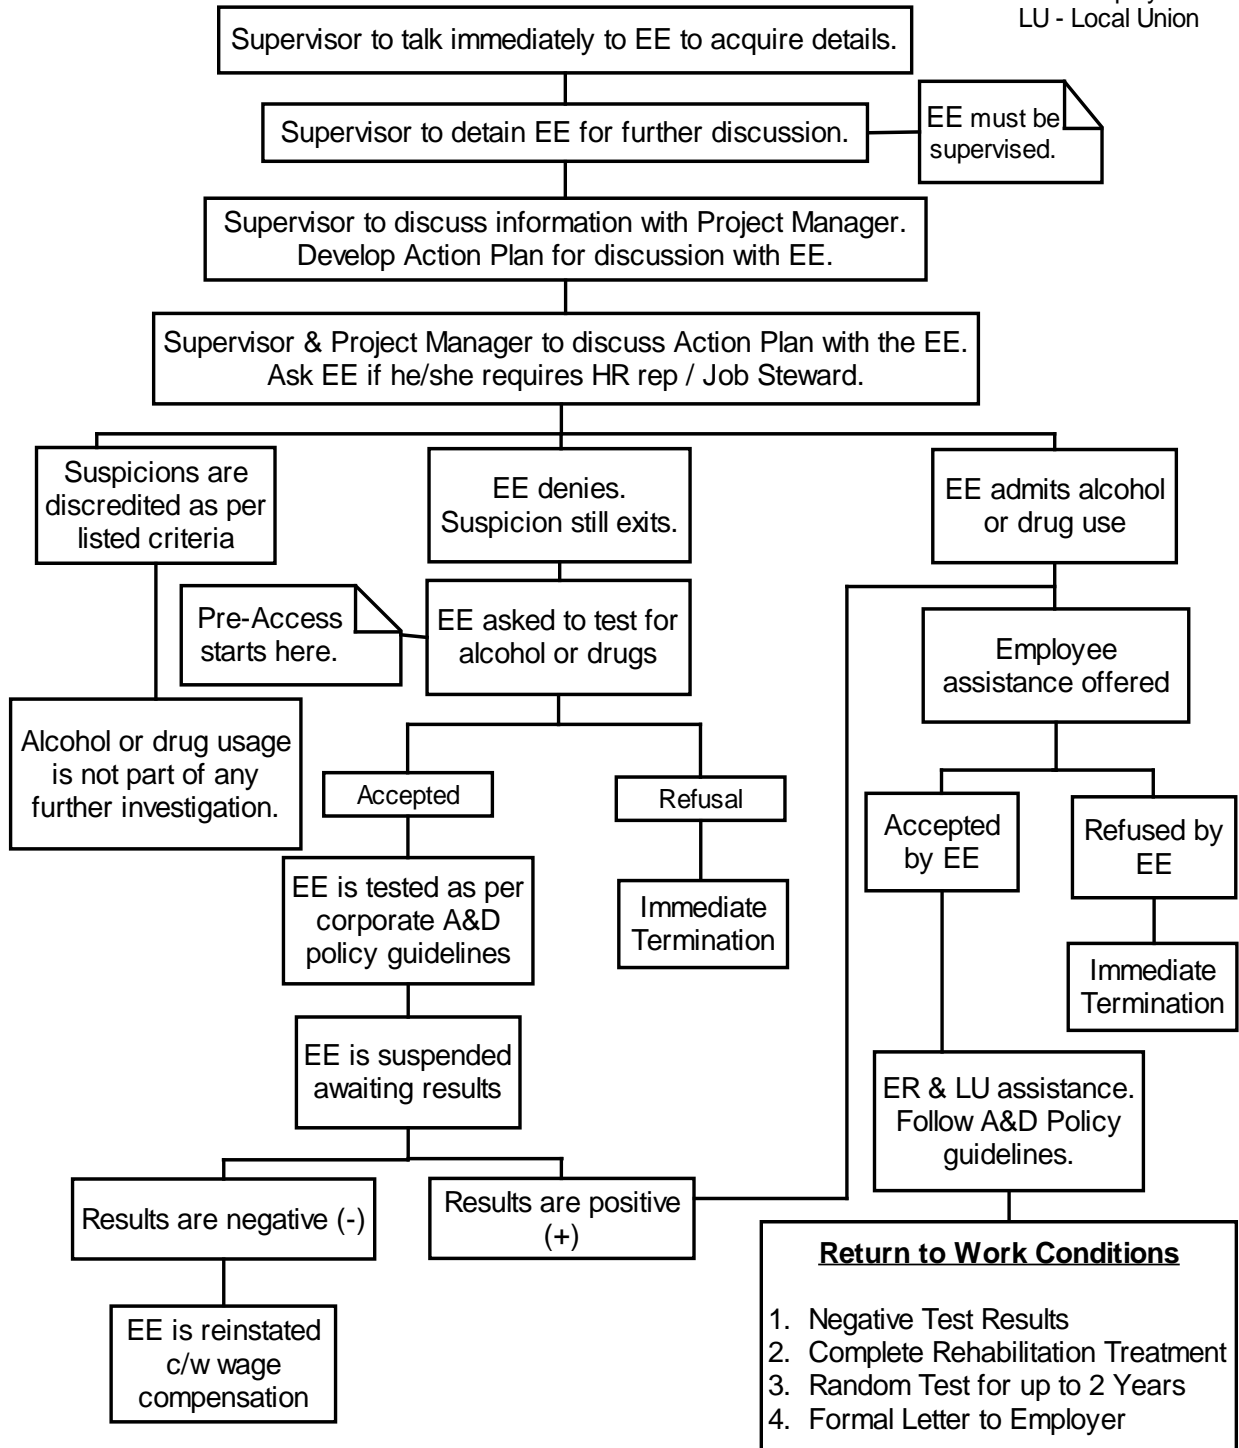 LU - Local Union
Supervisor to talk immediately to EE to acquire details.
Supervisor to detain EE for further discussion.
EE must be
supervised.
Supervisor to discuss information with Project Manager.
Develop Action Plan for discussion with EE.
Supervisor & Project Manager to discuss Action Plan with the EE.
Ask EE if he/she requires HR rep / Job Steward.
Suspicions are
discredited as per
listed criteria
EE denies.
Suspicion still exits.
EE admits alcohol
or drug use
Pre-Access
starts here.
EE asked to test for
alcohol or drugs
Employee
assistance offered
Alcohol or drug usage
is not part of any
further investigation.
Accepted
Refusal
Accepted
by EE
Refused by
EE
EE is tested as per
corporate A&D
policy guidelines
Immediate
Termination
Immediate
Termination
EE is suspended
awaiting results
ER & LU assistance.
Follow A&D Policy
guidelines.
Results are negative (-)
Results are positive
(+)
EE is reinstated
c/w wage
compensation
Return to Work Conditions
1. Negative Test Results
2. Complete Rehabilitation Treatment
3. Random Test for up to 2 Years
4. Formal Letter to Employer